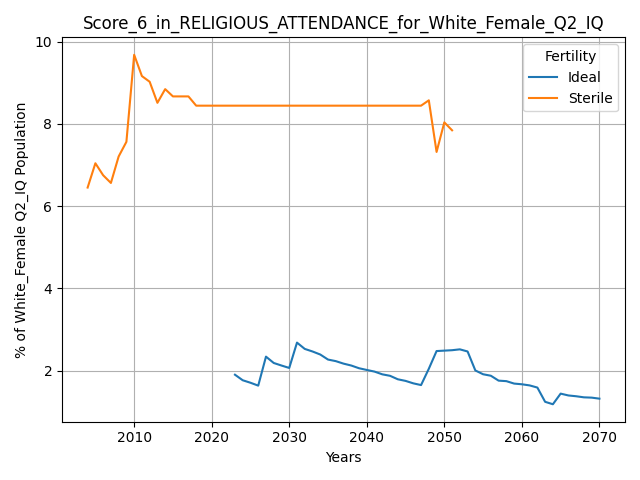 Score_6_in_RELIGIOUS_ATTENDANCE_for_White_Female_Q2_IQ
Fertility
Ideal
Sterile
% of White_Female Q2_IQ Population
10
8
6
4
2
2010 2020 2030 2040 2050 2060 2070
Years